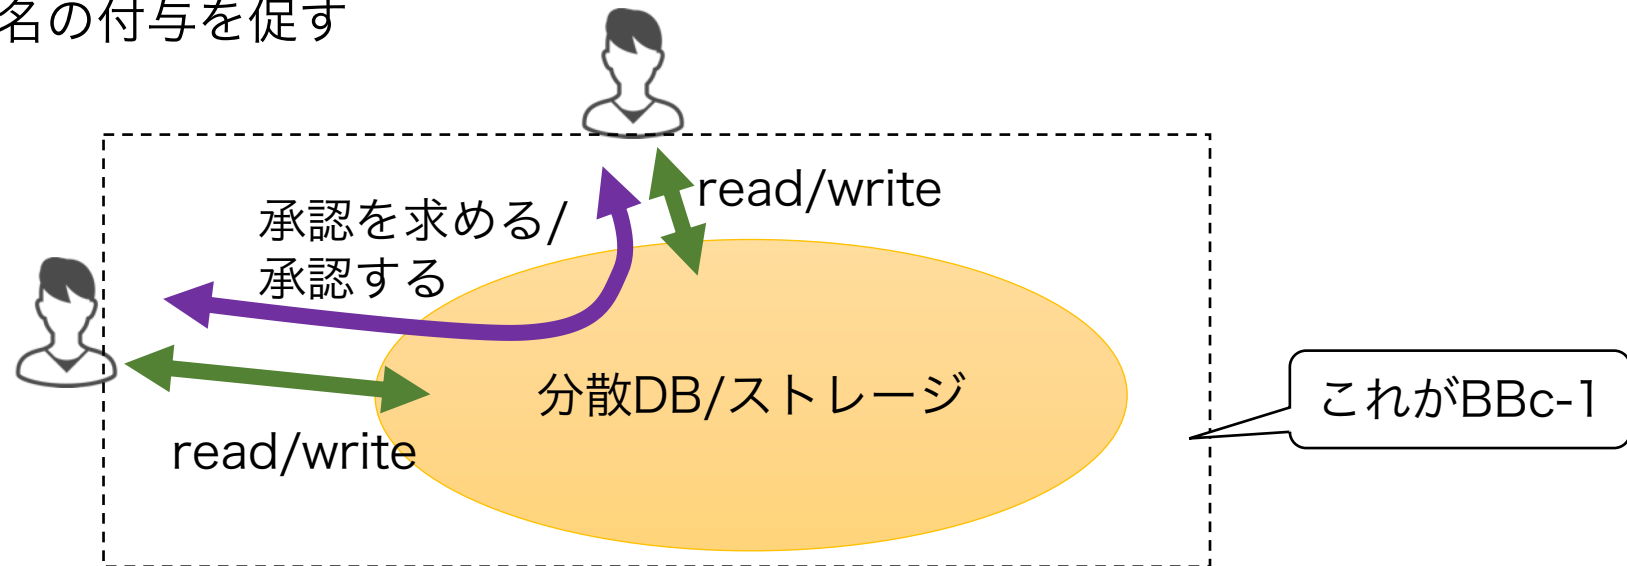 名の付与を促す
read/write
承認を求める/
承認する
分散DB/ストレージ
これがBBc-1
read/write